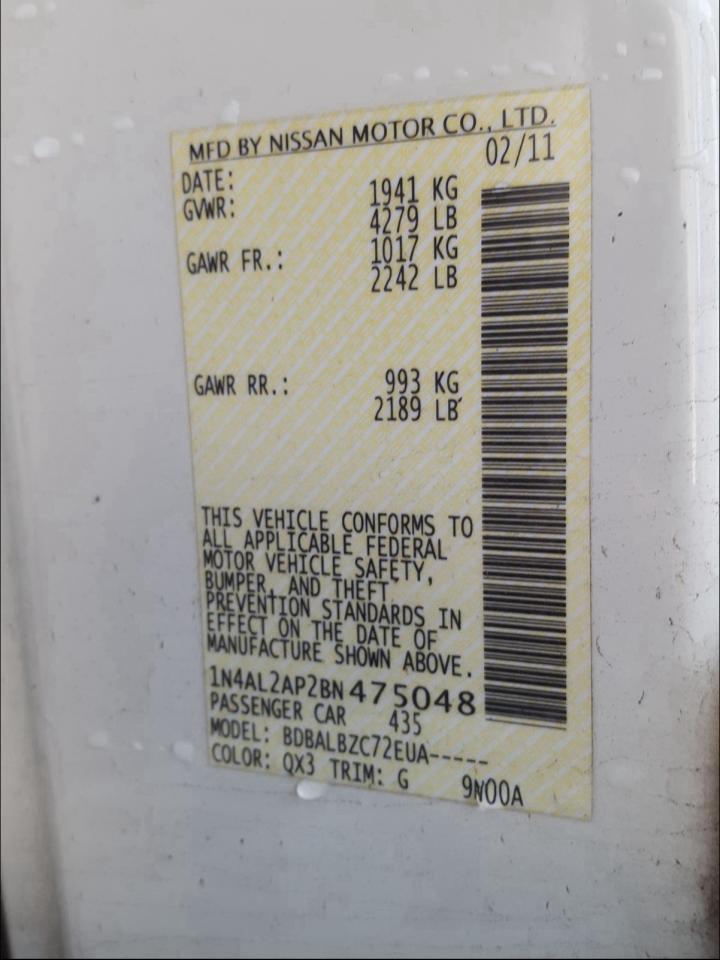 MFD BY NISSAN MOTOR CO., LTD.
DATE: 02/11
GVWR: 1941 KG
4279 LB
GAWR FR.: 1017 KG
2242 LB
GAWR RR.: 993 KG
2189 LB
THIS VEHICLE CONFORMS TO
ALL APPLICABLE FEDERAL
MOTOR VEHICLE SAFETY,
BUMPER, AND THEFT
PREVENTION STANDARDS IN
EFFECT ON THE DATE OF
MANUFACTURE SHOWN ABOVE.
1N4AL2AP2BN475048
PASSENGER CAR 435
MODEL: BDBALBZC72EUA-----
COLOR: QX3 TRIM: G 9N00A